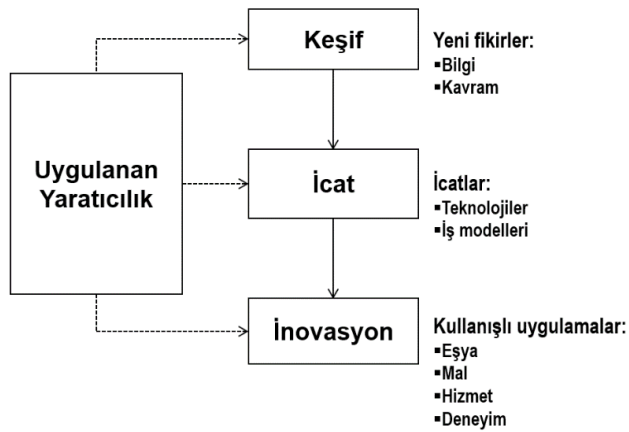 Keşif
Yeni fikirler:
▪Bilgi
▪Kavram
Uygulanan
Yaratıcılık
İcat
İcatlar:
▪Teknolojiler
▪İş modelleri
İnovasyon
Kullanışlı uygulamalar:
▪Eşya
▪Mal
▪Hizmet
▪Deneyim